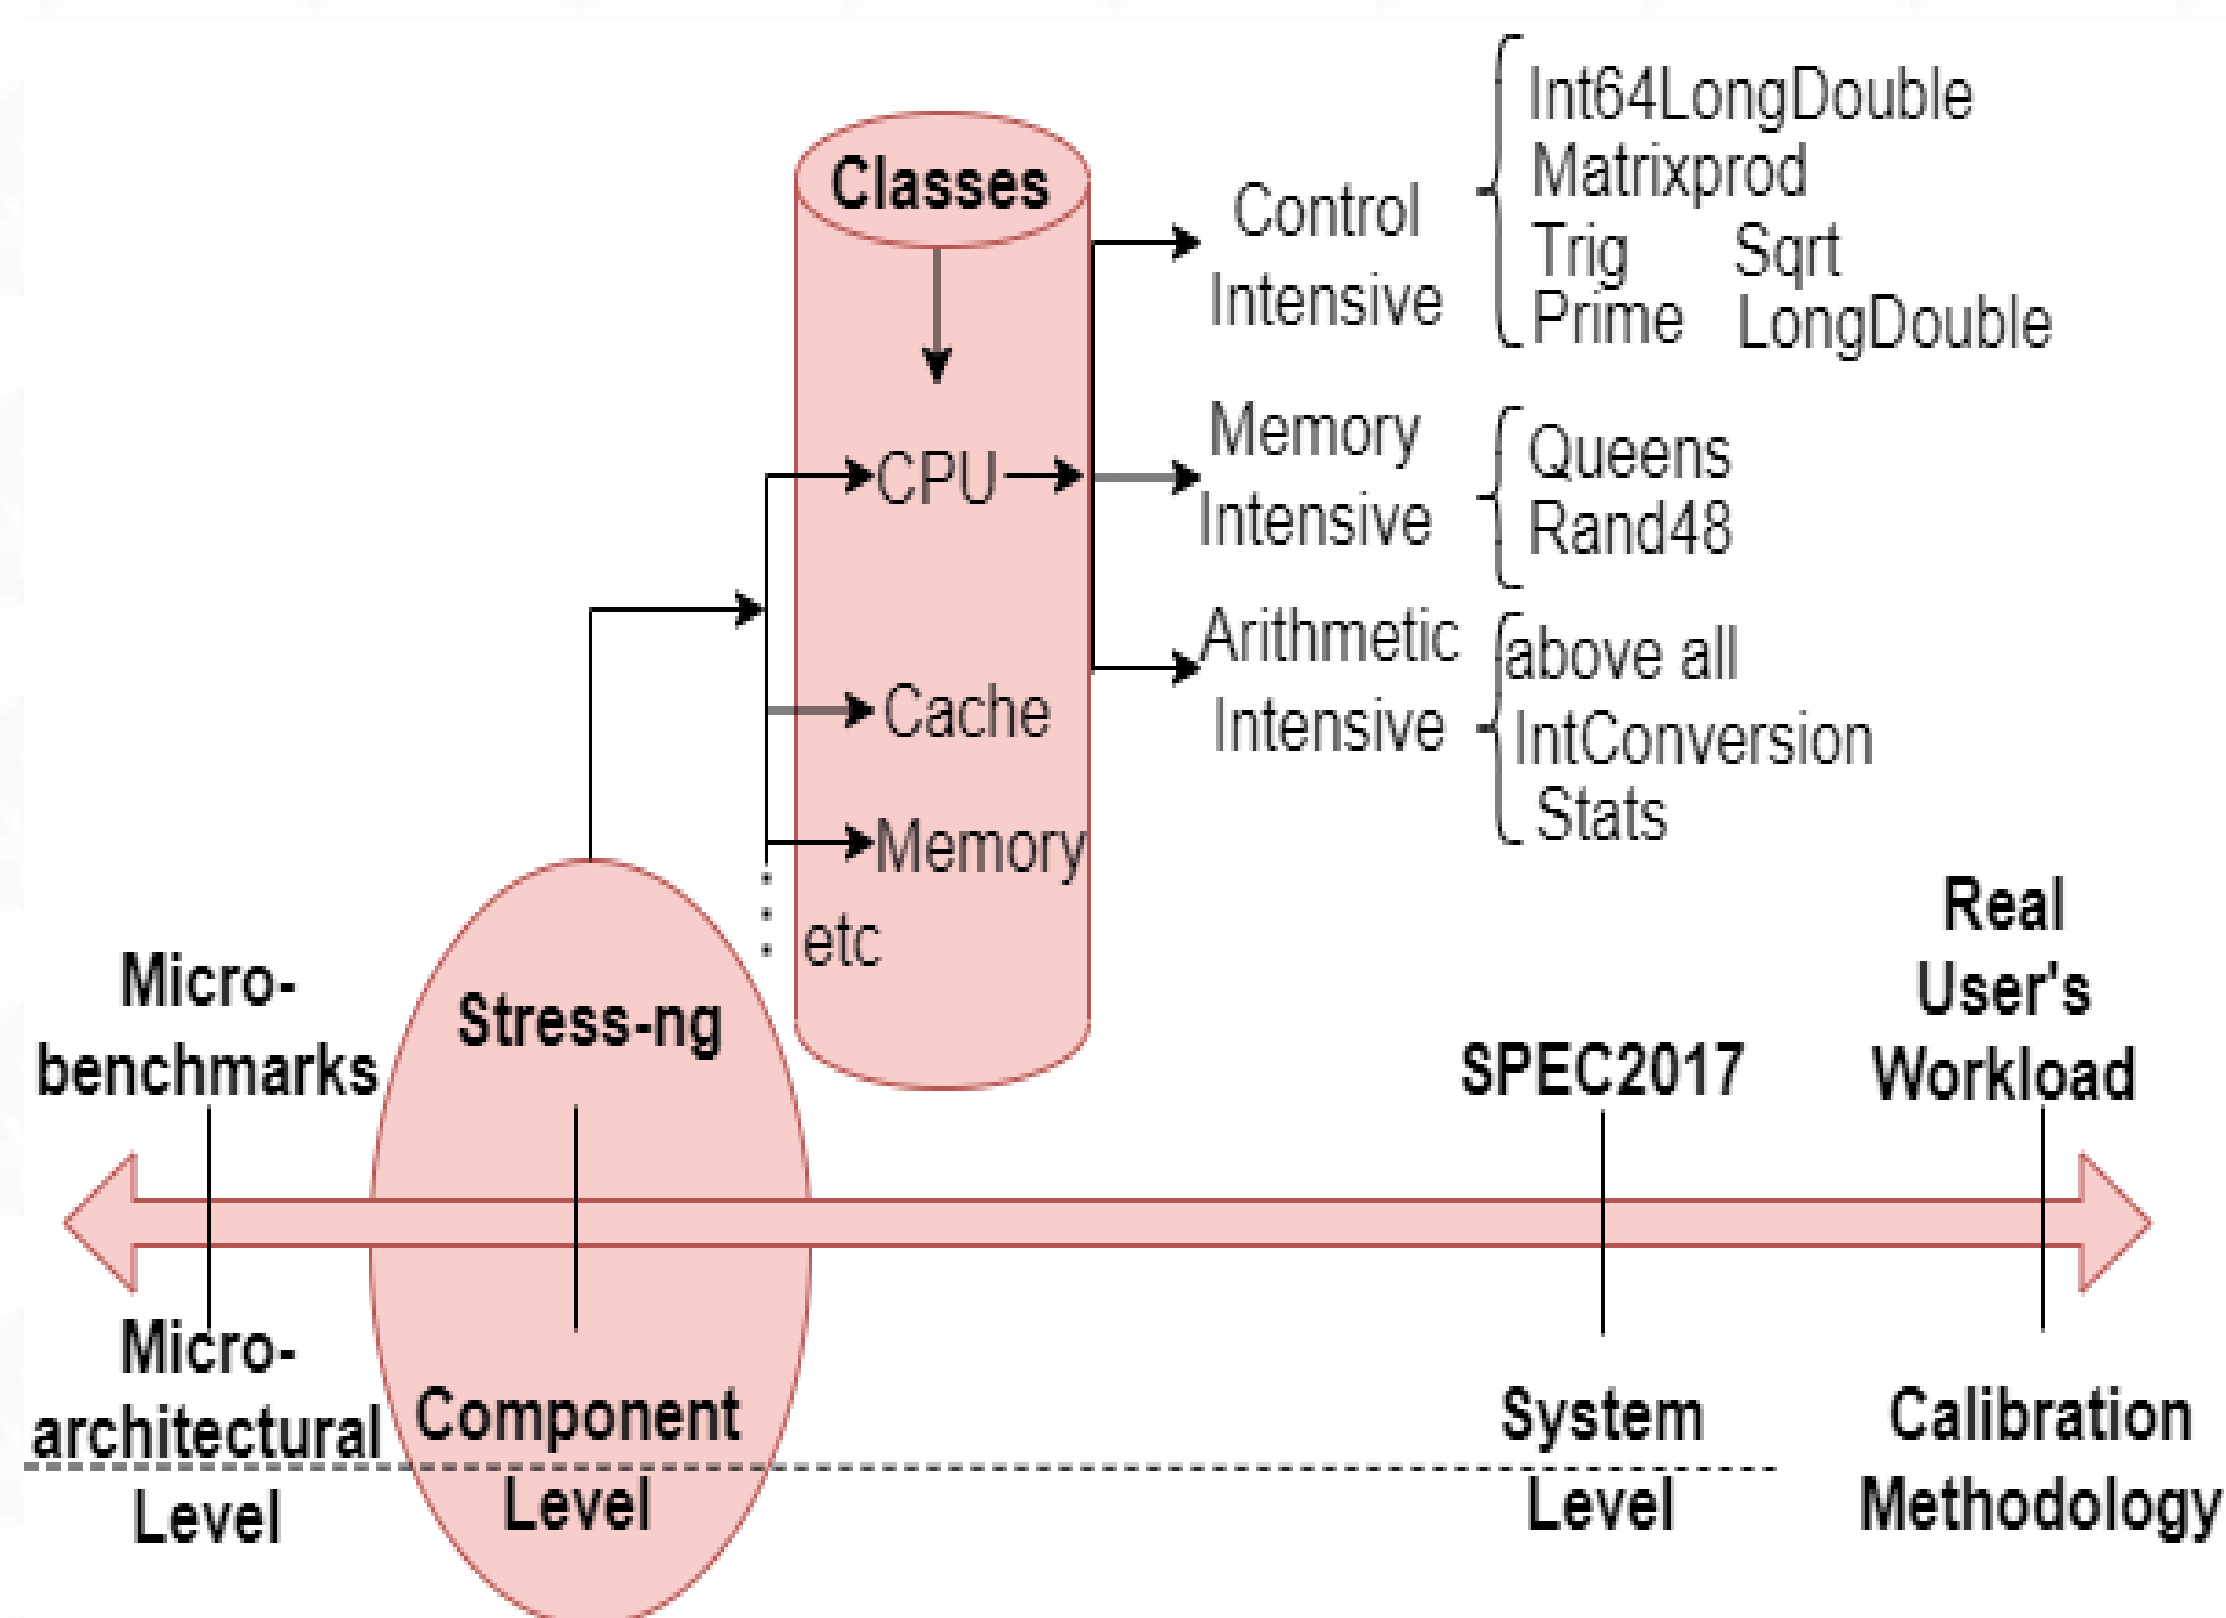 Classes
CPU
Cache
Memory
etc
Control
Intensive
Int64LongDouble
Matrixprod
Trig Sqrt
Prime LongDouble
Memory
Intensive
Queens
Rand48
Arithmetic
Intensive
above all
IntConversion
Stats
Micro-
benchmarks
Stress-ng
SPEC2017
Real
User's
Workload
Micro-
architectural
Level
Component
Level
System
Level
Calibration
Methodology